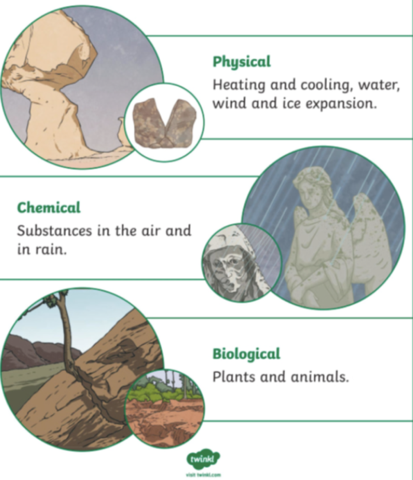 Physical
Heating and cooling, water,
wind and ice expansion.
Chemical
Substances in the air and
in rain.
Biological
Plants and animals.
twinkl
visit twinkl.com